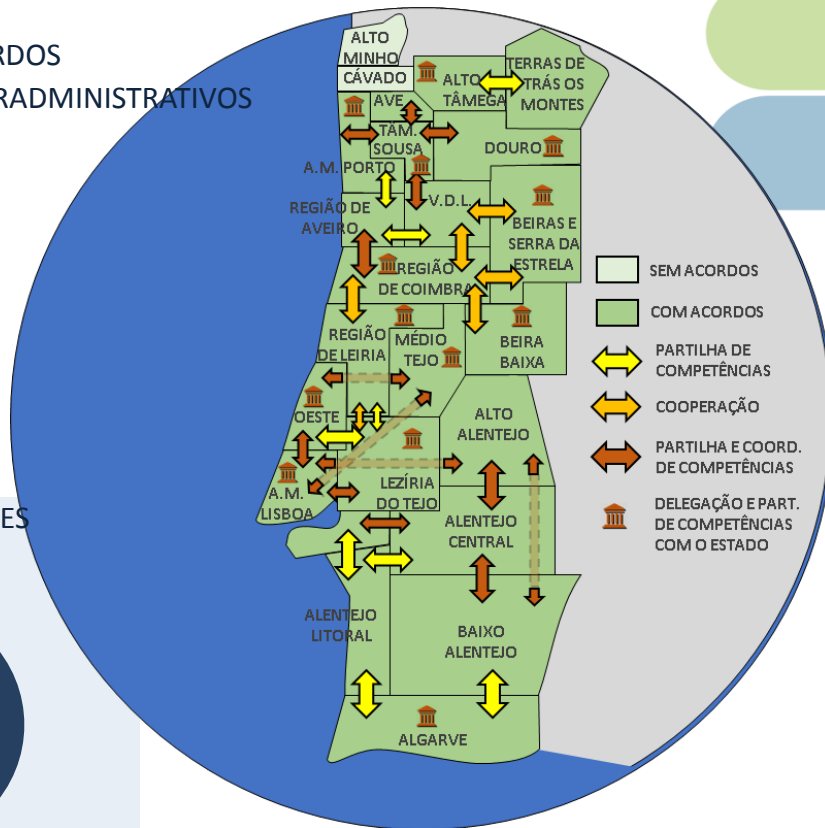 RDOS
RADMINISTRATIVOS
ES
ALTO
MINHO
CÁVADO
AVE
ALTO
TÂMEGA
TERRAS DE
TRÁS OS
MONTES
TÂM.
SOUSA
DOURO
A.M. PORTO
V.D.L.
REGIÃO DE
AVEIRO
BEIRAS E
SERRA DA
ESTRELA
REGIÃO
DE COIMBRA
REGIÃO
DE LEIRIA
MÉDIO
TEJO
BEIRA
BAIXA
OESTE
ALTO
ALENTEJO
A.M.
LISBOA
LEZÍRIA
DO TEJO
ALENTEJO
CENTRAL
ALENTEJO
LITORAL
BAIXO
ALENTEJO
ALGARVE
SEM ACORDOS
COM ACORDOS
PARTILHA DE
COMPETÊNCIAS
COOPERAÇÃO
PARTILHA E COORD.
DE COMPETÊNCIAS
DELEGAÇÃO E PART.
DE COMPETÊNCIAS
COM O ESTADO